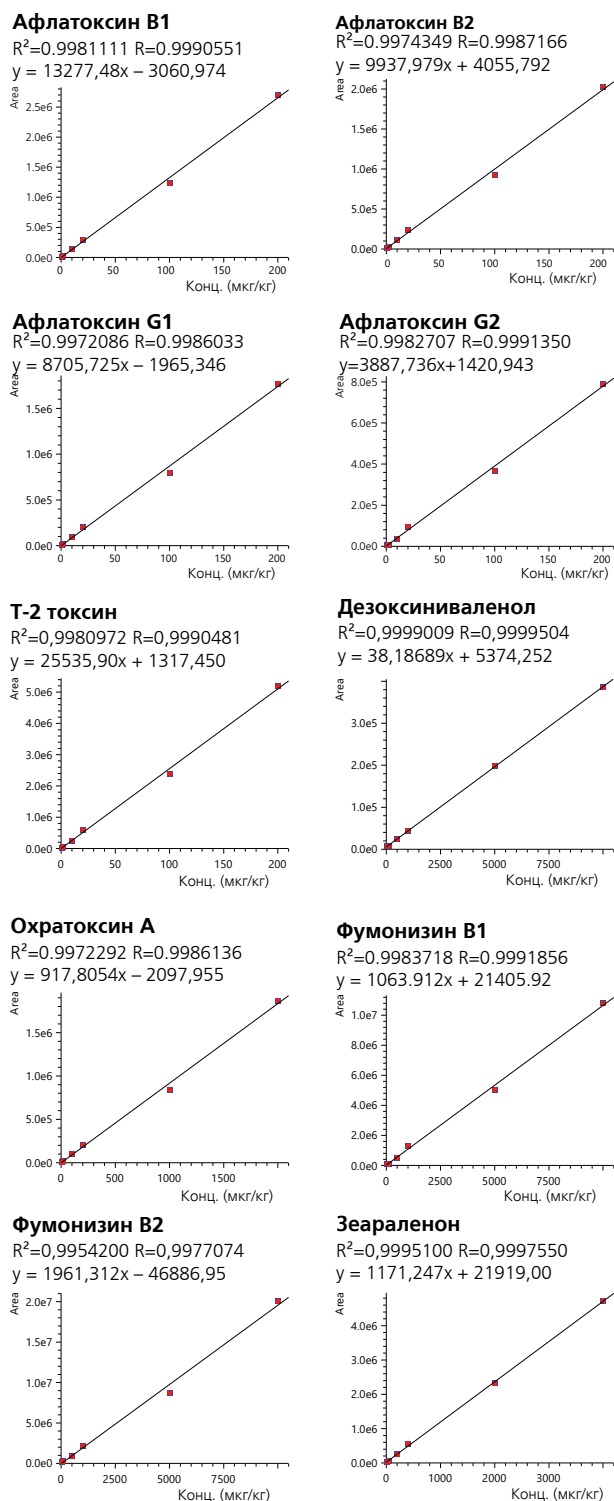 Афлатоксин B1
R²=0.9981111 R=0.9990551
y = 13277,48x – 3060,974
Area
2.5e6
2.0e6
1.5e6
1.0e6
5.0e5
0.0e0
0 50 100 150 200
Конц. (мкг/кг)
Афлатоксин B2
R²=0.9974349 R=0.9987166
y = 9937,979x + 4055,792
Area
2.0e6
1.5e6
1.0e6
5.0e5
0.0e0
0 50 100 150 200
Конц. (мкг/кг)
Афлатоксин G1
R²=0.9972086 R=0.9986033
y = 8705,725x – 1965,346
Area
1.5e6
1.0e6
5.0e5
0.0e0
0 50 100 150 200
Конц. (мкг/кг)
Афлатоксин G2
R²=0.9982707 R=0.9991350
y=3887,736x+1420,943
Area
8.0e5
6.0e5
4.0e5
2.0e5
0.0e0
0 50 100 150 200
Конц. (мкг/кг)
Т-2 токсин
R²=0,9980972 R=0,9990481
y = 25535,90x + 1317,450
Area
5.0e6
4.0e6
3.0e6
2.0e6
1.0e6
0.0e0
0 50 100 150 200
Конц. (мкг/кг)
Дезоксиниваленол
R²=0,9999009 R=0,9999504
y = 38,18689x + 5374,252
Area
3.0e5
2.0e5
1.0e5
0.0e0
0 2500 5000 7500
Конц. (мкг/кг)
Охратоксин А
R²=0.9972292 R=0.9986136
y = 917,8054x – 2097,955
Area
1.5e6
1.0e6
5.0e5
0.0e0
0 500 1000 1500
Конц. (мкг/кг)
Фумонизин B1
R²=0.9983718 R=0.9991856
y = 1063.912x + 21405.92
Area
1.0e7
8.0e6
6.0e6
4.0e6
2.0e6
0.0e0
0 2500 5000 7500
Конц. (мкг/кг)
Фумонизин B2
R²=0,9954200 R=0,9977074
y = 1961,312x – 46886,95
Area
2.0e7
1.5e7
1.0e7
5.0e6
0.0e0
0 2500 5000 7500
Конц. (мкг/кг)
Зеараленон
R²=0,9995100 R=0,9997550
y = 1171,247x + 21919,00
Area
4.0e6
3.0e6
2.0e6
1.0e6
0.0e0
0 1000 2000 3000
Конц. (мкг/кг)